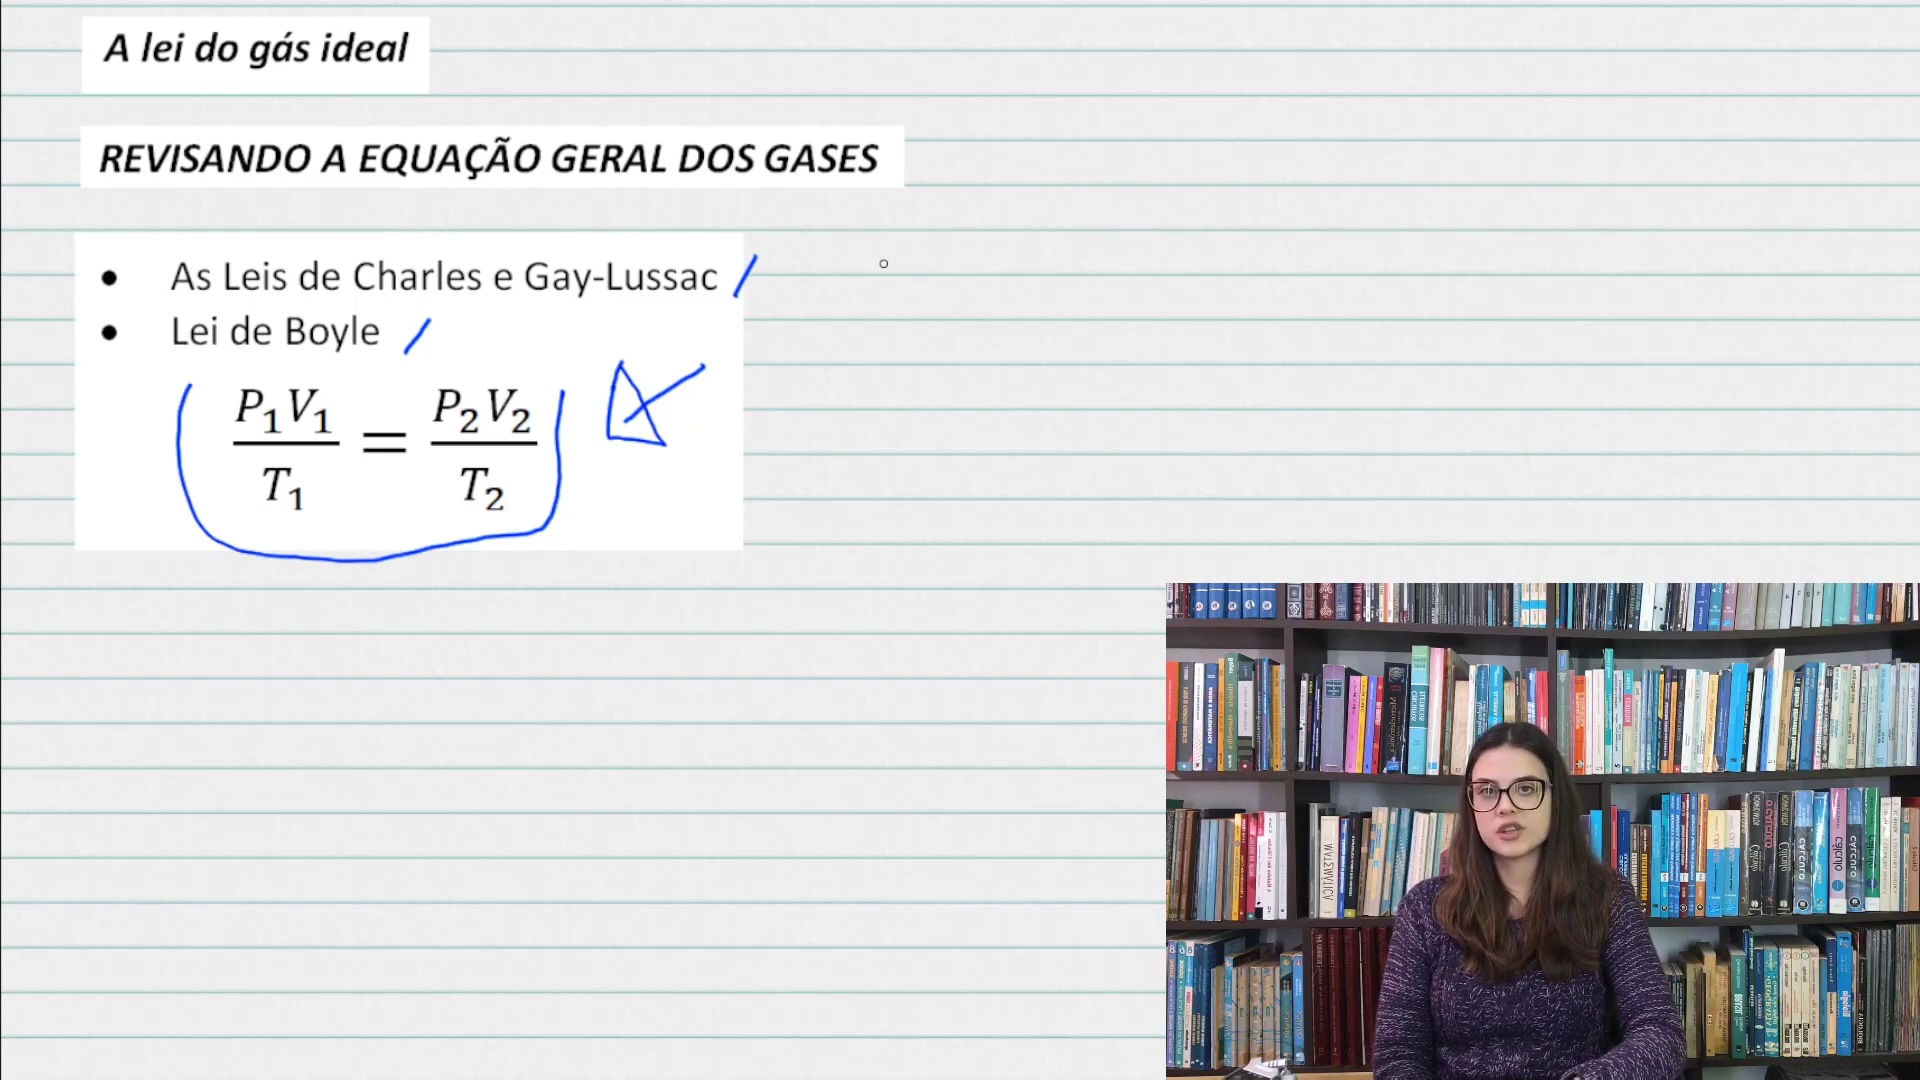 A lei do gás ideal
REVISANDO A EQUAÇÃO GERAL DOS GASES
• As Leis de Charles e Gay-Lussac
• Lei de Boyle
P₁V₁/T₁ = P₂V₂/T₂